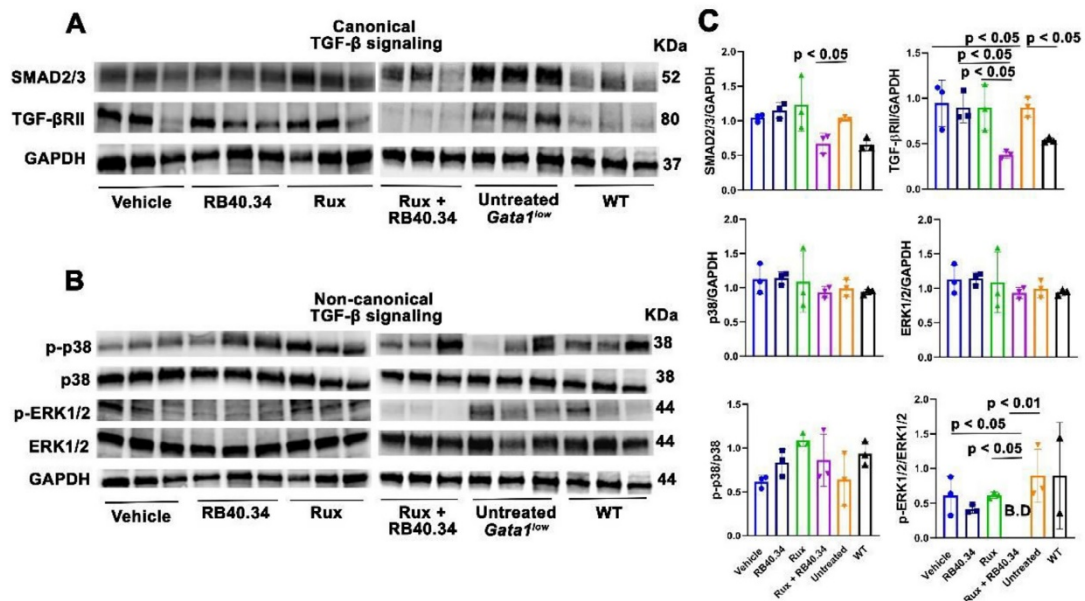 A
Canonical
TGF-β signaling
KDa
SMAD2/3
52
TGF-βRII
80
GAPDH
37
Vehicle
RB40.34
Rux
Rux +
RB40.34
Untreated
Gata1low
WT
B
Non-canonical
TGF-β signaling
KDa
p-p38
38
p38
38
p-ERK1/2
44
ERK1/2
44
GAPDH
44
Vehicle
RB40.34
Rux
Rux +
RB40.34
Untreated
Gata1low
WT
C
SMAD2/3/GAPDH
2.0
1.5
1.0
0.5
0.0
p < 0.05
TGF-βRII/GAPDH
1.5
1.0
0.5
0.0
p < 0.05
p < 0.05
p < 0.05
p < 0.05
p38/GAPDH
2.0
1.5
1.0
0.5
0.0
ERK1/2/GAPDH
2.0
1.5
1.0
0.5
0.0
p-p38/p38
1.5
1.0
0.5
0.0
Vehicle
RB40.34
Rux
Rux + RB40.34
Untreated
WT
p-ERK1/2/ERK1/2
2.0
1.5
1.0
0.5
0.0
p < 0.01
p < 0.05
p < 0.05
B.D
Vehicle
RB40.34
Rux
Rux + RB40.34
Untreated
WT